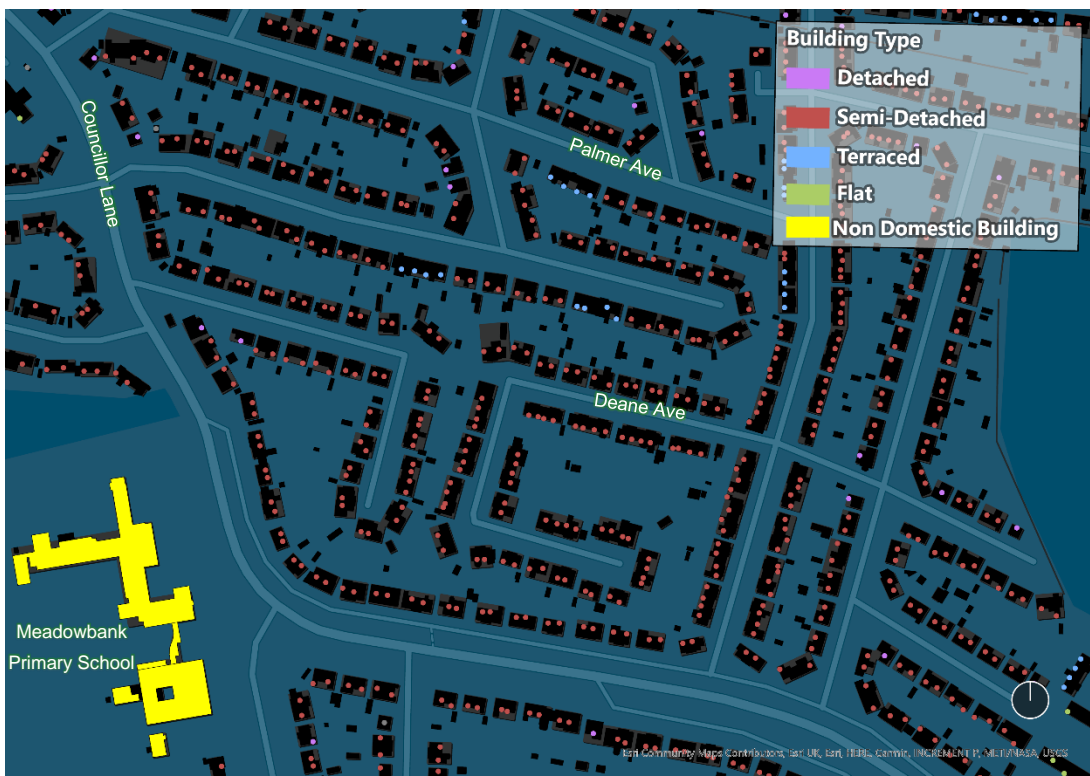 Building Type
Detached
Semi-Detached
Terraced
Flat
Non Domestic Building
Councillor Lane
Palmer Ave
Deane Ave
Meadowbank
Primary School
Esri Community Maps Contributors, Esri UK, Esri, HERE, Garmin, INCREMENT P, METI/NASA, USGS